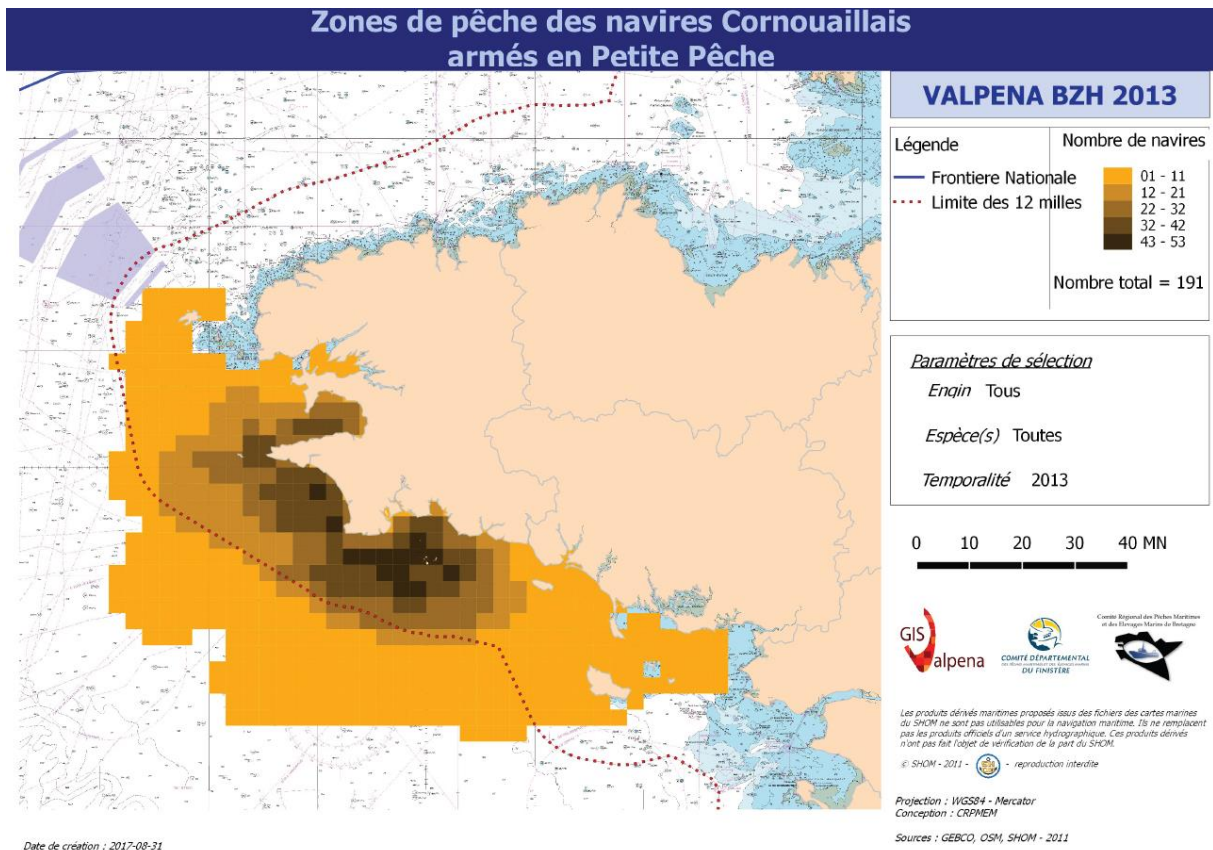 Zones de pêche des navires Cornouaillais
armés en Petite Pêche
VALPENA BZH 2013
Légende
Frontiere Nationale
Limite des 12 milles
Nombre de navires
01 - 11
12 - 21
22 - 32
32 - 42
43 - 53
Nombre total = 191
Paramètres de sélection
Engin Tous
Espèce(s) Toutes
Temporalité 2013
0 10 20 30 40 MN
GIS
Valpena
COMITÉ DÉPARTEMENTAL
DES PÊCHES MARITIMES ET DES ELEVAGES MARINS
DU FINISTÈRE
Comité Régional des Pêches Maritimes
et des Elevages Marins de Bretagne
Les produits dérivés maritimes proposés issus des fichiers des cartes marines
du SHOM ne sont pas utilisables pour la navigation maritime. Ils ne remplacent
pas les produits officiels d'un service hydrographique. Ces produits dérivés
n'ont pas fait l'objet de vérification de la part du SHOM.
© SHOM - 2011 - - reproduction interdite
Projection : WGS84 - Mercator
Conception : CRPMEM
Sources : GEBCO, OSM, SHOM - 2011
Date de création : 2017-08-31